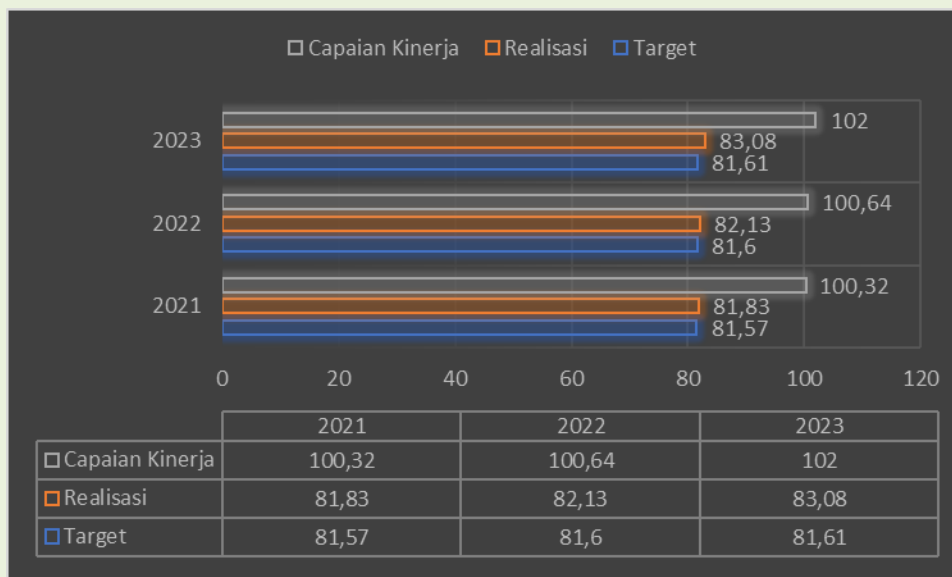 Capaian Kinerja Realisasi Target
2023
102
83,08
81,61
2022
100,64
82,13
81,6
2021
100,32
81,83
81,57
0 20 40 60 80 100 120
2021 2022 2023
Capaian Kinerja 100,32 100,64 102
Realisasi 81,83 82,13 83,08
Target 81,57 81,6 81,61